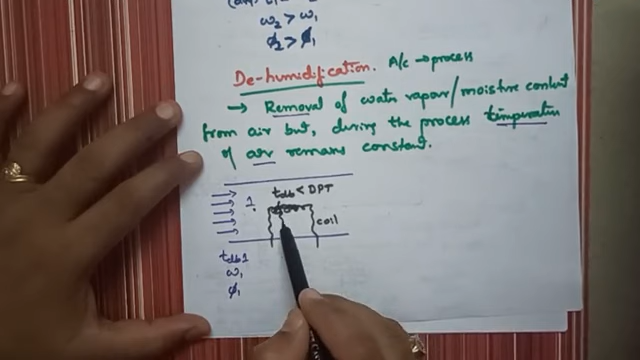 ω₂ > ω₁
φ₂ > φ₁
De-humidification. A/c → process
→ Removal of water vapour/moisture content
from air but, during the process temperature
of air remains constant.
tdb < DPT
1.
coil
tdb1
ω₁
φ₁